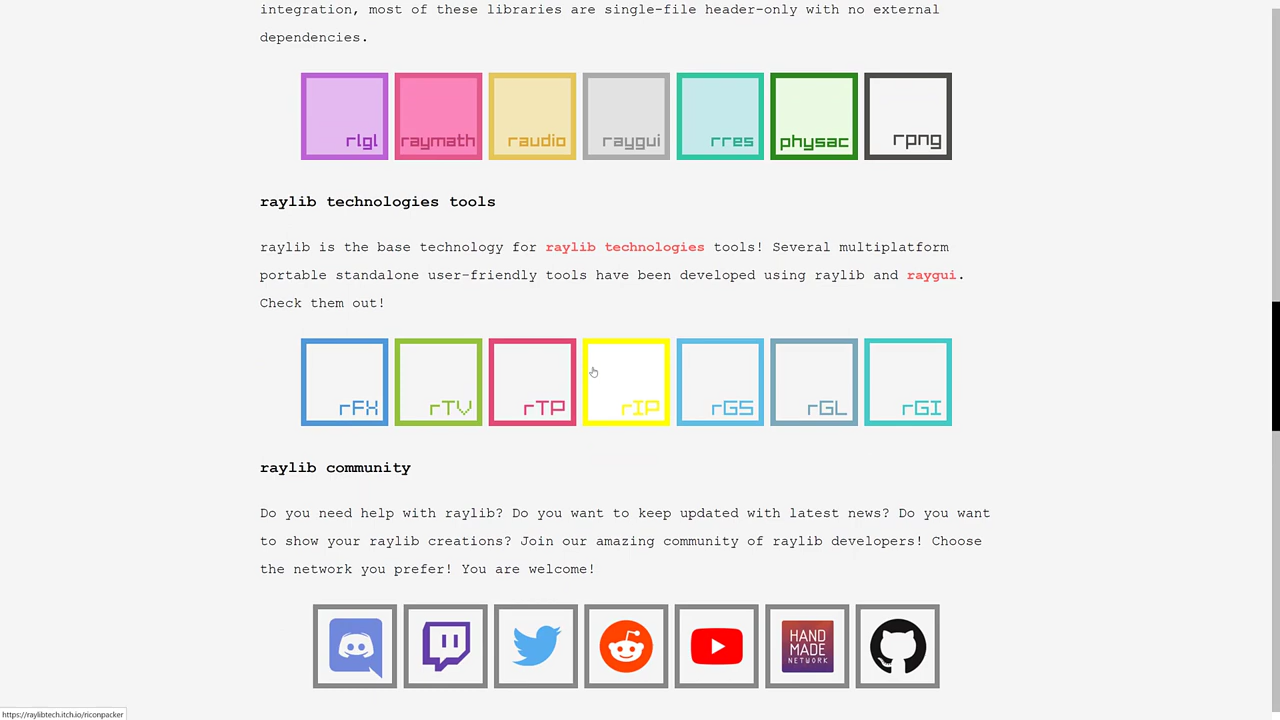 integration, most of these libraries are single-file header-only with no external
dependencies.
rlgl raymath raudio raygui rres physac rpng
raylib technologies tools
raylib is the base technology for raylib technologies tools! Several multiplatform
portable standalone user-friendly tools have been developed using raylib and raygui.
Check them out!
rFX rTV rTP rIP rGS rGL rGI
raylib community
Do you need help with raylib? Do you want to keep updated with latest news? Do you want
to show your raylib creations? Join our amazing community of raylib developers! Choose
the network you prefer! You are welcome!
HAND
MADE
NETWORK
https://raylibtech.itch.io/riconpacker